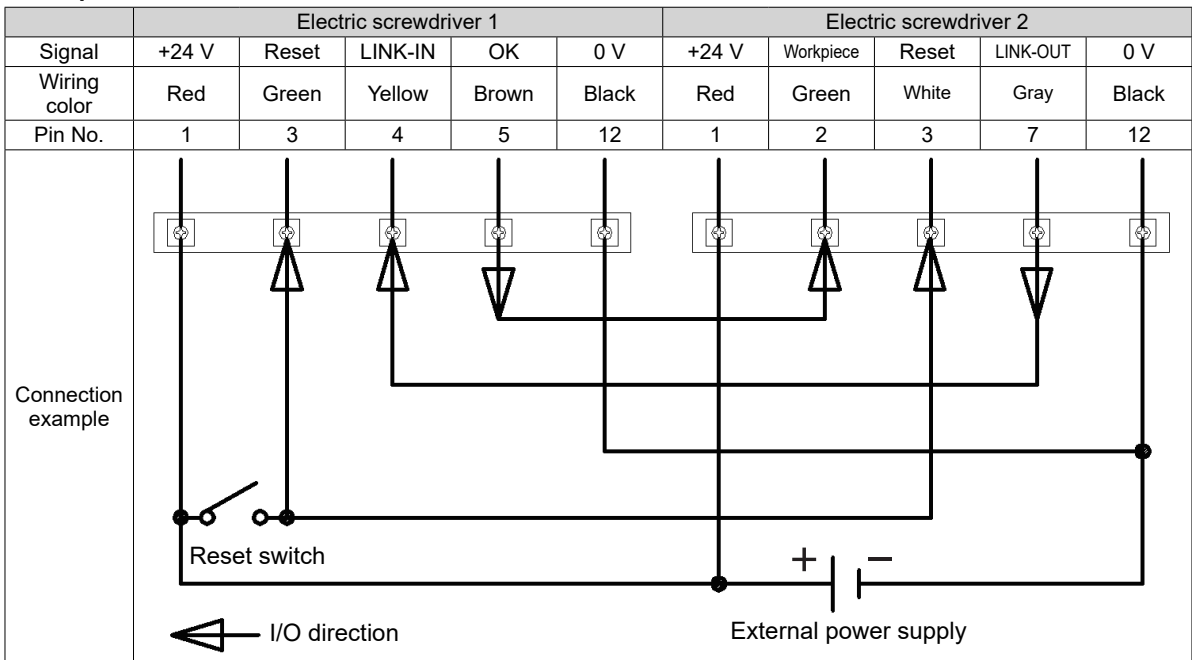 Electric screwdriver 1 Electric screwdriver 2
Signal +24 V Reset LINK-IN OK 0 V +24 V Workpiece Reset LINK-OUT 0 V
Wiring
color Red Green Yellow Brown Black Red Green White Gray Black
Pin No. 1 3 4 5 12 1 2 3 7 12
Connection
example
Reset switch
+ −
I/O direction
External power supply